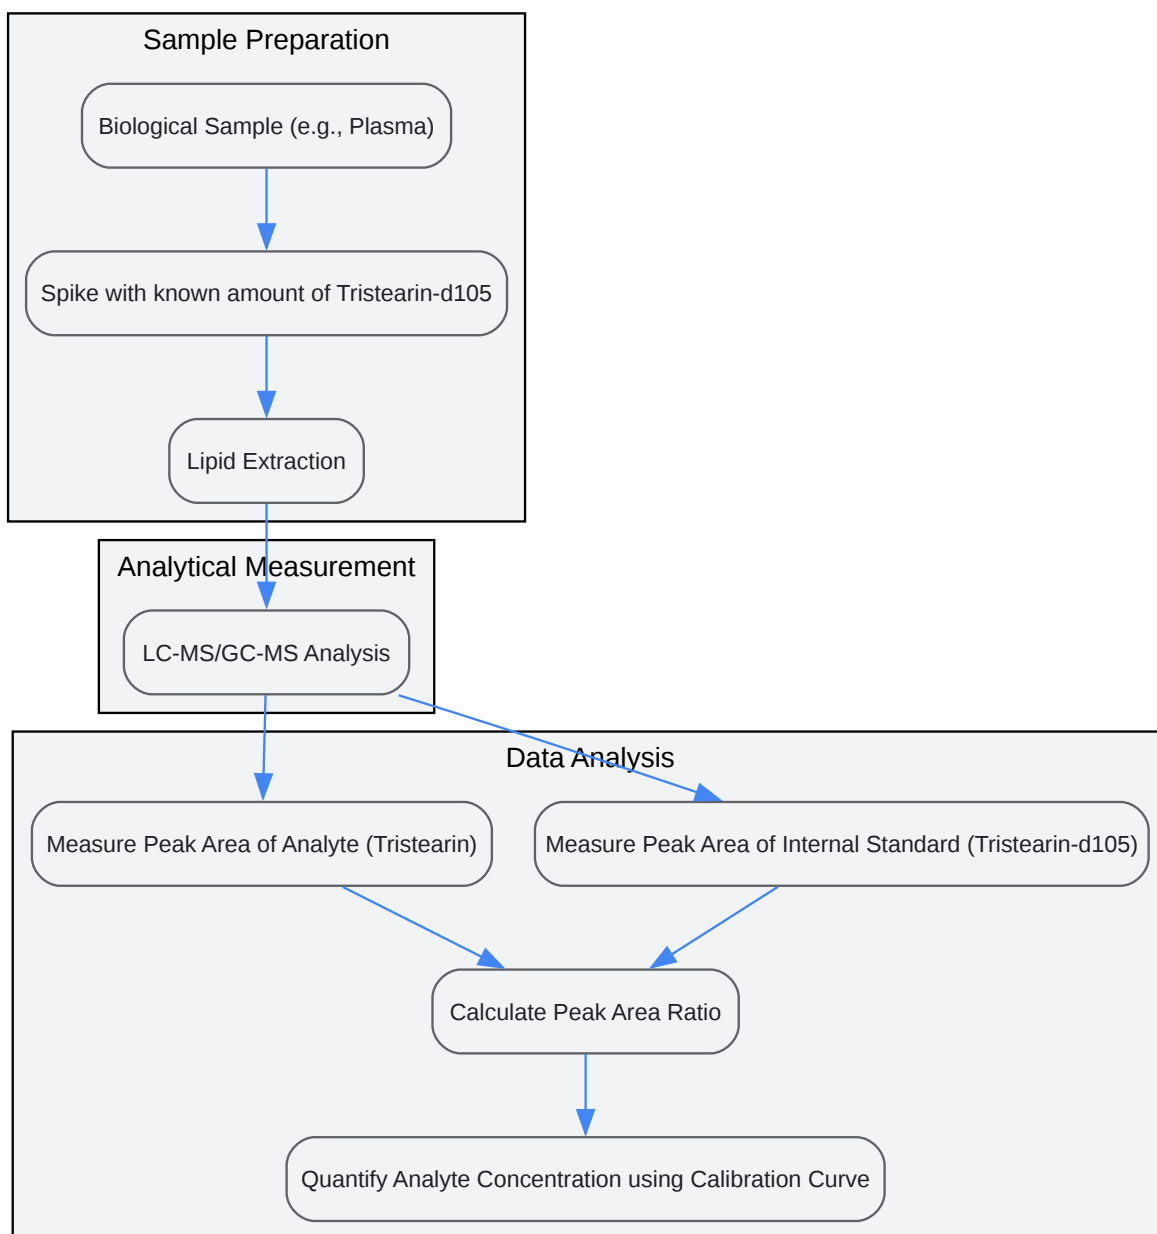 Sample Preparation
Biological Sample (e.g., Plasma)
Spike with known amount of Tristearin-d105
Lipid Extraction
Analytical Measurement
LC-MS/GC-MS Analysis
Data Analysis
Measure Peak Area of Analyte (Tristearin)
Measure Peak Area of Internal Standard (Tristearin-d105)
Calculate Peak Area Ratio
Quantify Analyte Concentration using Calibration Curve